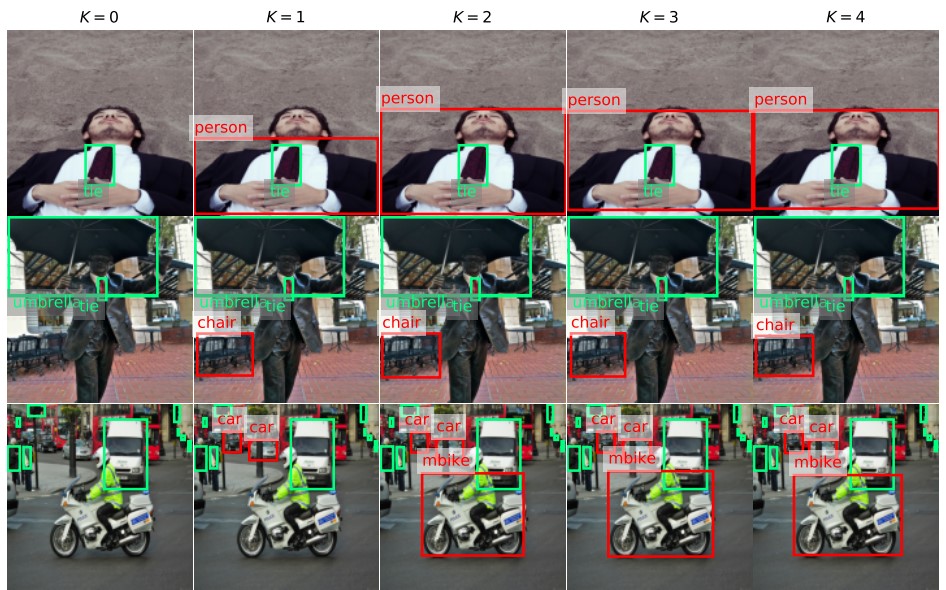 K = 0 K = 1 K = 2 K = 3 K = 4
person person person person
tie tie tie tie tie
umbrella tie umbrella tie umbrella tie umbrella tie umbrella tie
chair chair chair chair
car car car car car car car car
mbike mbike mbike